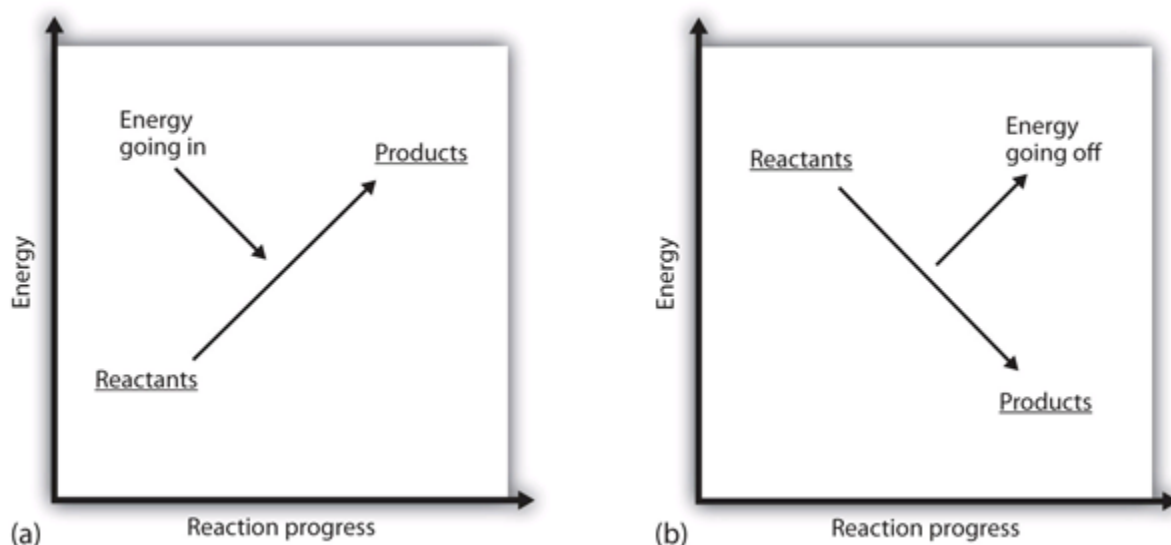 Energy
going in
Products
Energy
Reactants
(a)
Reaction progress
Reactants
Energy
going off
Energy
Products
(b)
Reaction progress